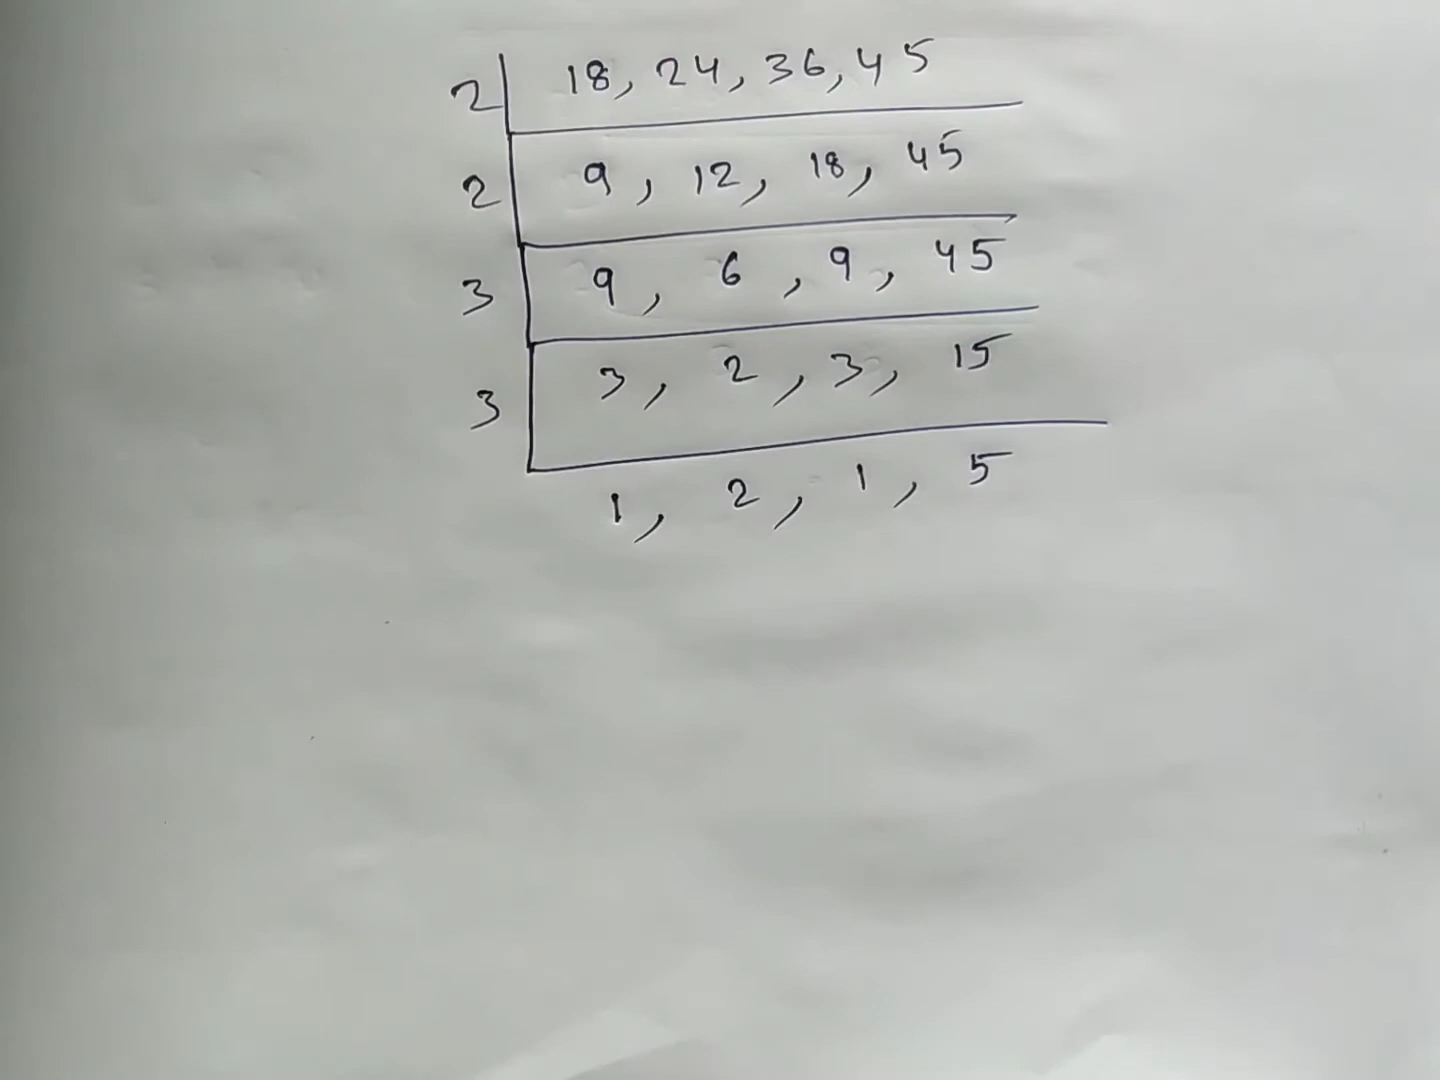 2 18, 24, 36, 45
2 9, 12, 18, 45
3 9, 6, 9, 45
3 3, 2, 3, 15
1, 2, 1, 5